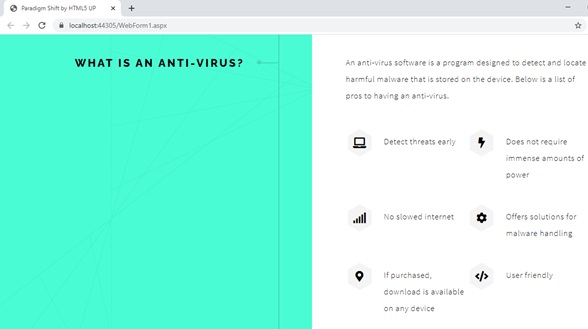 Paradigm Shift by HTML5 UP
localhost:44305/WebForm1.aspx
WHAT IS AN ANTI-VIRUS?
An anti-virus software is a program designed to detect and locate
harmful malware that is stored on the device. Below is a list of
pros to having an anti-virus.
Detect threats early
Does not require
immense amounts of
power
No slowed internet
Offers solutions for
malware handling
If purchased,
download is available
on any device
User friendly